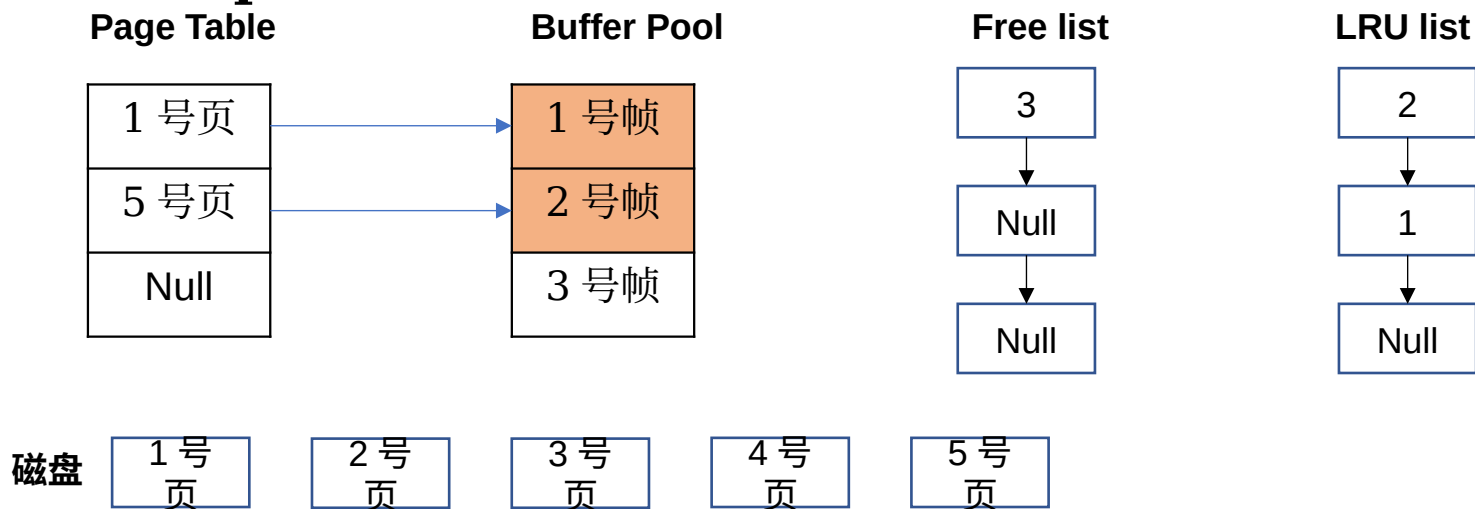 Page Table
Buffer Pool
Free list
LRU list
1 号页
5 号页
Null
1 号帧
2 号帧
3 号帧
3
Null
Null
2
1
Null
磁盘
1 号
页
2 号
页
3 号
页
4 号
页
5 号
页